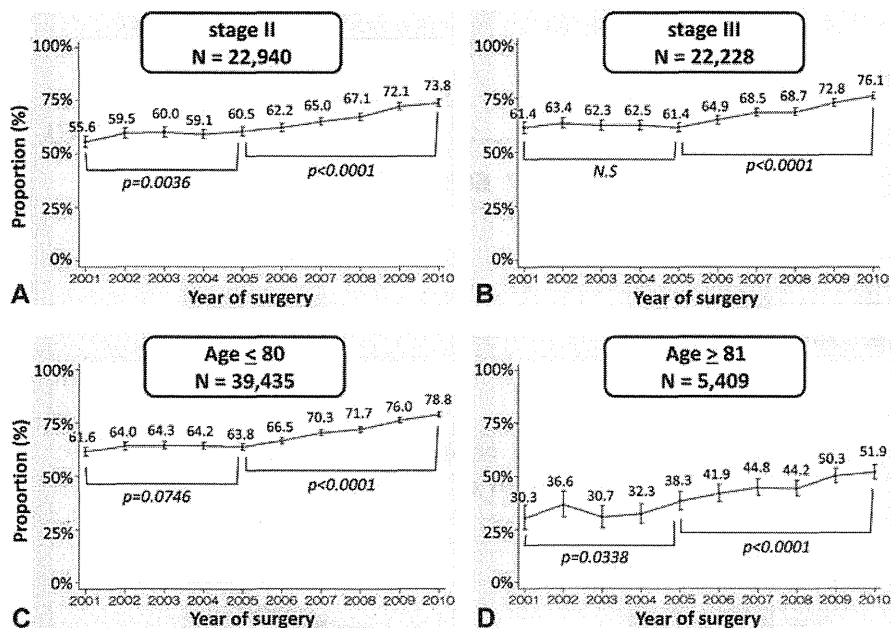 stage II
N = 22,940
100%
75%
50%
25%
0%
Proportion (%)
55.6 59.5 60.0 59.1 60.5 62.2 65.0 67.1 72.1 73.8
p=0.0036
p<0.0001
2001 2002 2003 2004 2005 2006 2007 2008 2009 2010
A
Year of surgery
stage III
N = 22,228
100%
75%
50%
25%
0%
61.4 63.4 62.3 62.5 61.4 64.9 68.5 68.7 72.8 76.1
N.S
p<0.0001
2001 2002 2003 2004 2005 2006 2007 2008 2009 2010
B
Year of surgery
Age ≤ 80
N = 39,435
100%
75%
50%
25%
0%
Proportion (%)
61.6 64.0 64.3 64.2 63.8 66.5 70.3 71.7 76.0 78.8
p=0.0746
p<0.0001
2001 2002 2003 2004 2005 2006 2007 2008 2009 2010
C
Year of surgery
Age ≥ 81
N = 5,409
100%
75%
50%
25%
0%
30.3 36.6 30.7 32.3 38.3 41.9 44.8 44.2 50.3 51.9
p=0.0338
p<0.0001
2001 2002 2003 2004 2005 2006 2007 2008 2009 2010
D
Year of surgery